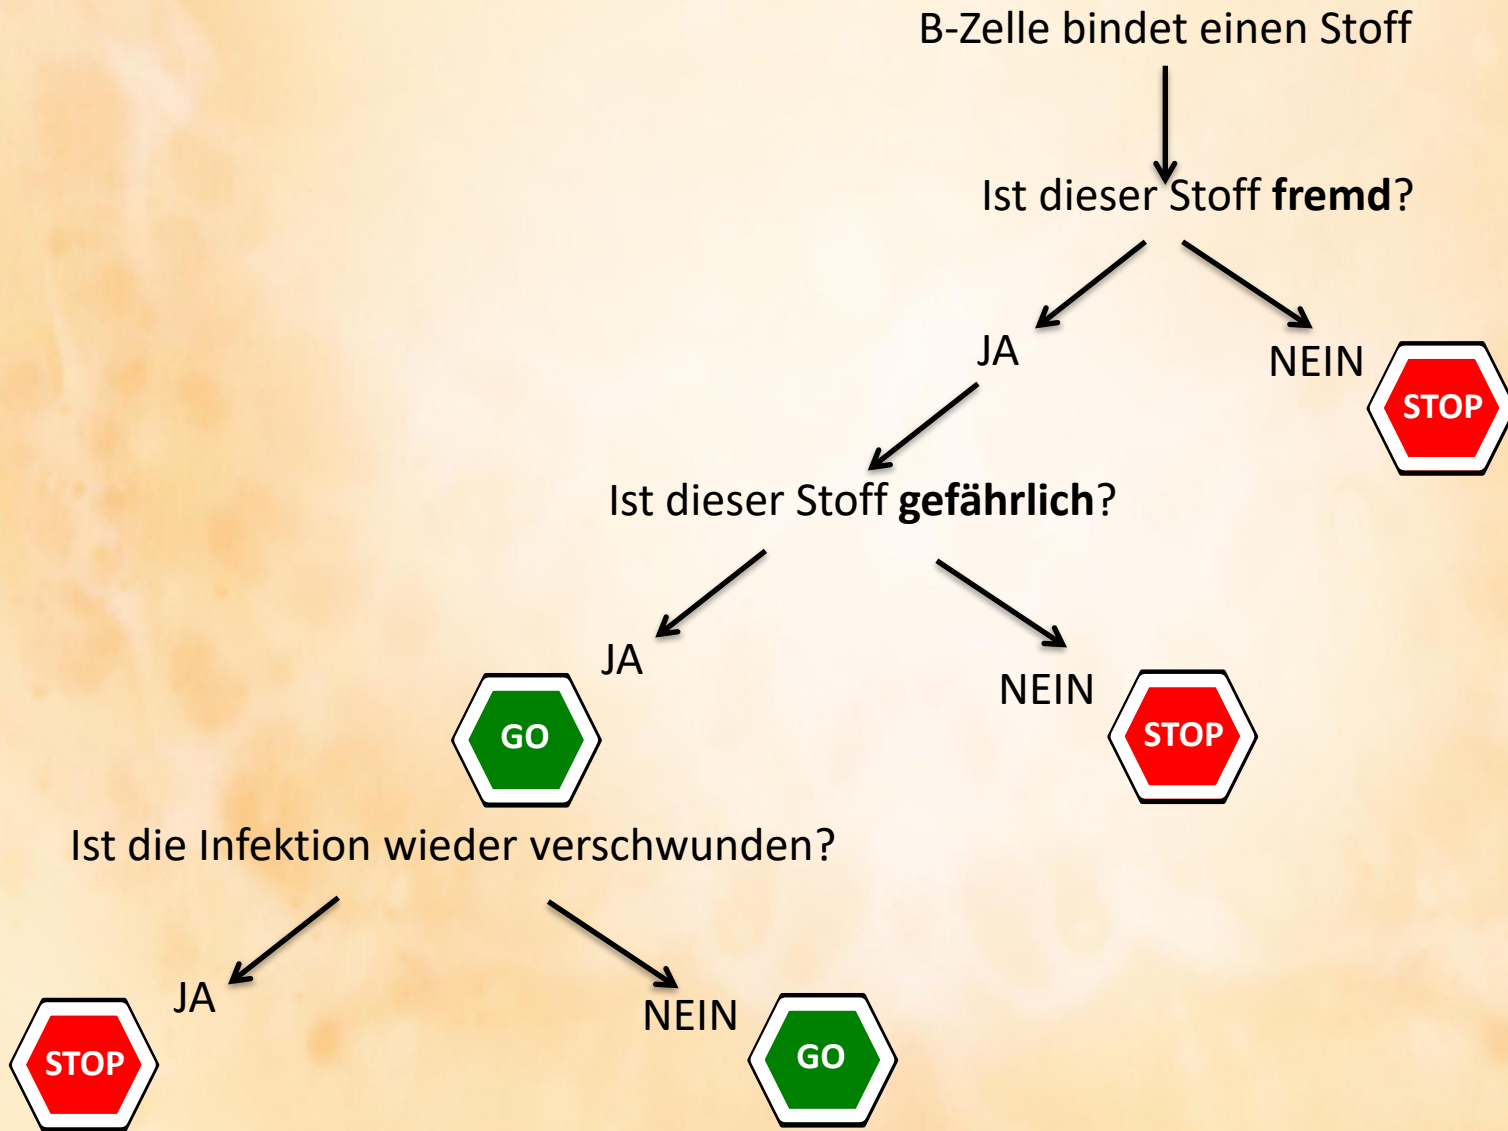 B-Zelle bindet einen Stoff
Ist dieser Stoff fremd?
JA
NEIN
STOP
Ist dieser Stoff gefährlich?
JA
NEIN
GO
STOP
Ist die Infektion wieder verschwunden?
JA
NEIN
STOP
GO